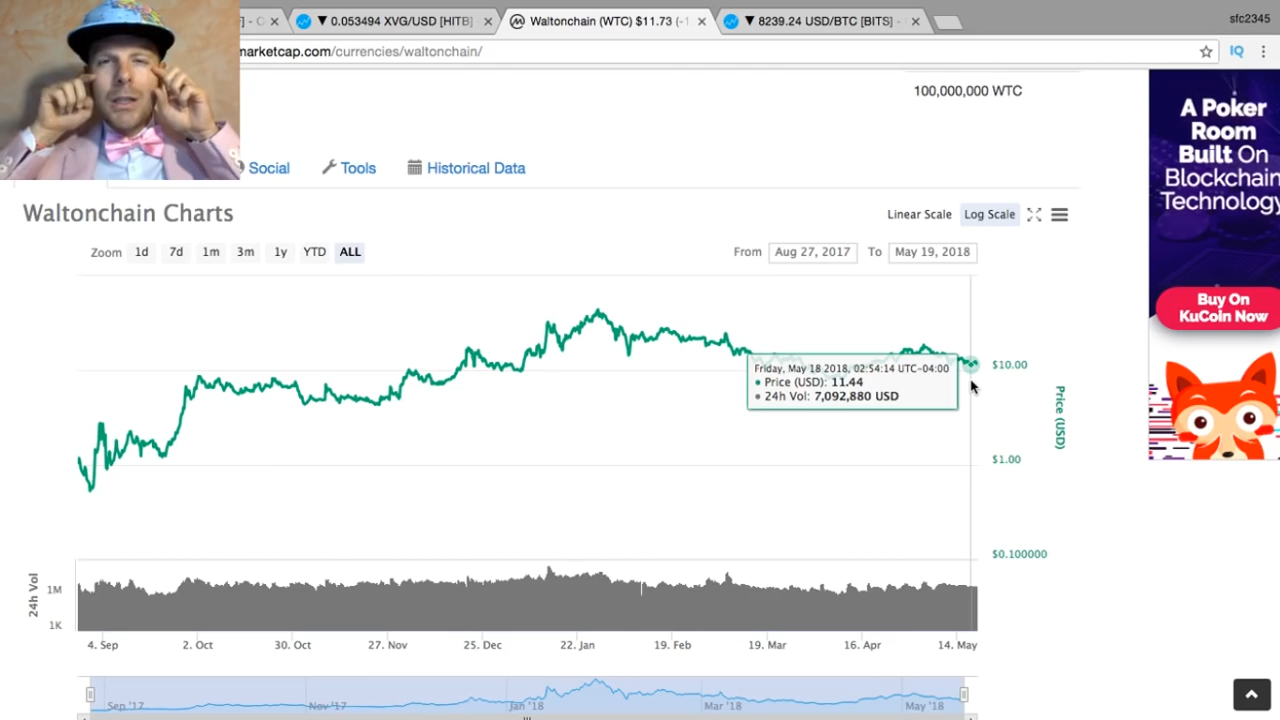 ] - C
▼ 0.053494 XVG/USD [HITB]
Waltonchain (WTC) $11.73 (-1
▼ 8239.24 USD/BTC [BITS] -
sfc2345
marketcap.com/currencies/waltonchain/
IQ
100,000,000 WTC
Social
Tools
Historical Data
Waltonchain Charts
Linear Scale
Log Scale
Zoom 1d 7d 1m 3m 1y YTD ALL
From Aug 27, 2017 To May 19, 2018
Friday, May 18 2018, 02:54:14 UTC-04:00
• Price (USD): 11.44
• 24h Vol: 7,092,880 USD
$10.00
$1.00
$0.100000
Price (USD)
24h Vol
1M
1K
4. Sep 2. Oct 30. Oct 27. Nov 25. Dec 22. Jan 19. Feb 19. Mar 16. Apr 14. May
Sep '17 Nov '17 Jan '18 Mar '18 May '18
A Poker
Room
Built On
Blockchain
Technology
Buy On
KuCoin Now